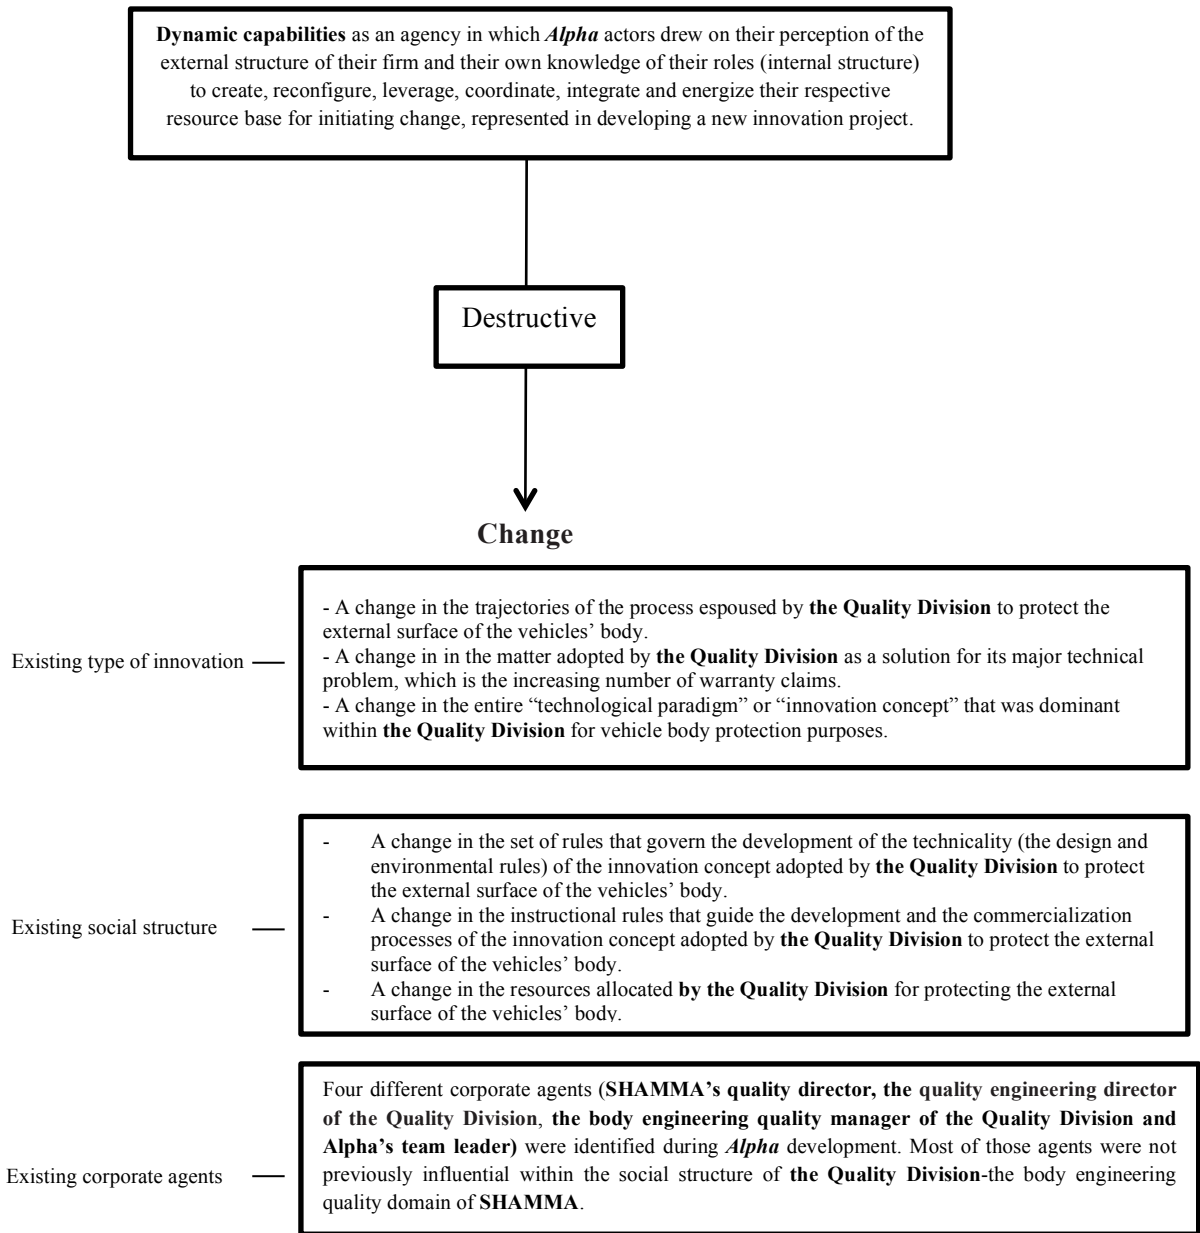 Dynamic capabilities as an agency in which Alpha actors drew on their perception of the
external structure of their firm and their own knowledge of their roles (internal structure)
to create, reconfigure, leverage, coordinate, integrate and energize their respective
resource base for initiating change, represented in developing a new innovation project.
Destructive
Change
- A change in the trajectories of the process espoused by the Quality Division to protect the
external surface of the vehicles’ body.
Existing type of innovation
- A change in in the matter adopted by the Quality Division as a solution for its major technical
problem, which is the increasing number of warranty claims.
- A change in the entire “technological paradigm” or “innovation concept” that was dominant
within the Quality Division for vehicle body protection purposes.
- A change in the set of rules that govern the development of the technicality (the design and
environmental rules) of the innovation concept adopted by the Quality Division to protect
the external surface of the vehicles’ body.
Existing social structure
- A change in the instructional rules that guide the development and the commercialization
processes of the innovation concept adopted by the Quality Division to protect the external
surface of the vehicles’ body.
- A change in the resources allocated by the Quality Division for protecting the external
surface of the vehicles’ body.
Four different corporate agents (SHAMMA’s quality director, the quality engineering director
of the Quality Division, the body engineering quality manager of the Quality Division and
Alpha’s team leader) were identified during Alpha development. Most of those agents were not
Existing corporate agents
previously influential within the social structure of the Quality Division-the body engineering
quality domain of SHAMMA.